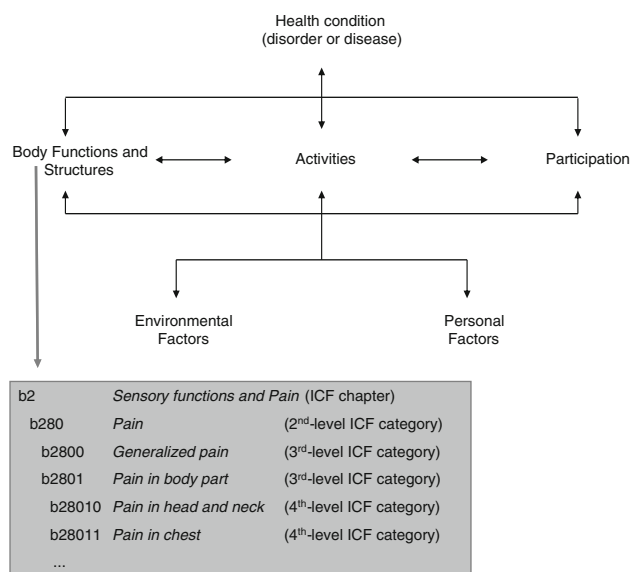 Health condition
(disorder or disease)
Body Functions and
Structures
Activities
Participation
Environmental
Factors
Personal
Factors
b2 Sensory functions and Pain (ICF chapter)
b280 Pain (2nd-level ICF category)
b2800 Generalized pain (3rd-level ICF category)
b2801 Pain in body part (3rd-level ICF category)
b28010 Pain in head and neck (4th-level ICF category)
b28011 Pain in chest (4th-level ICF category)
...